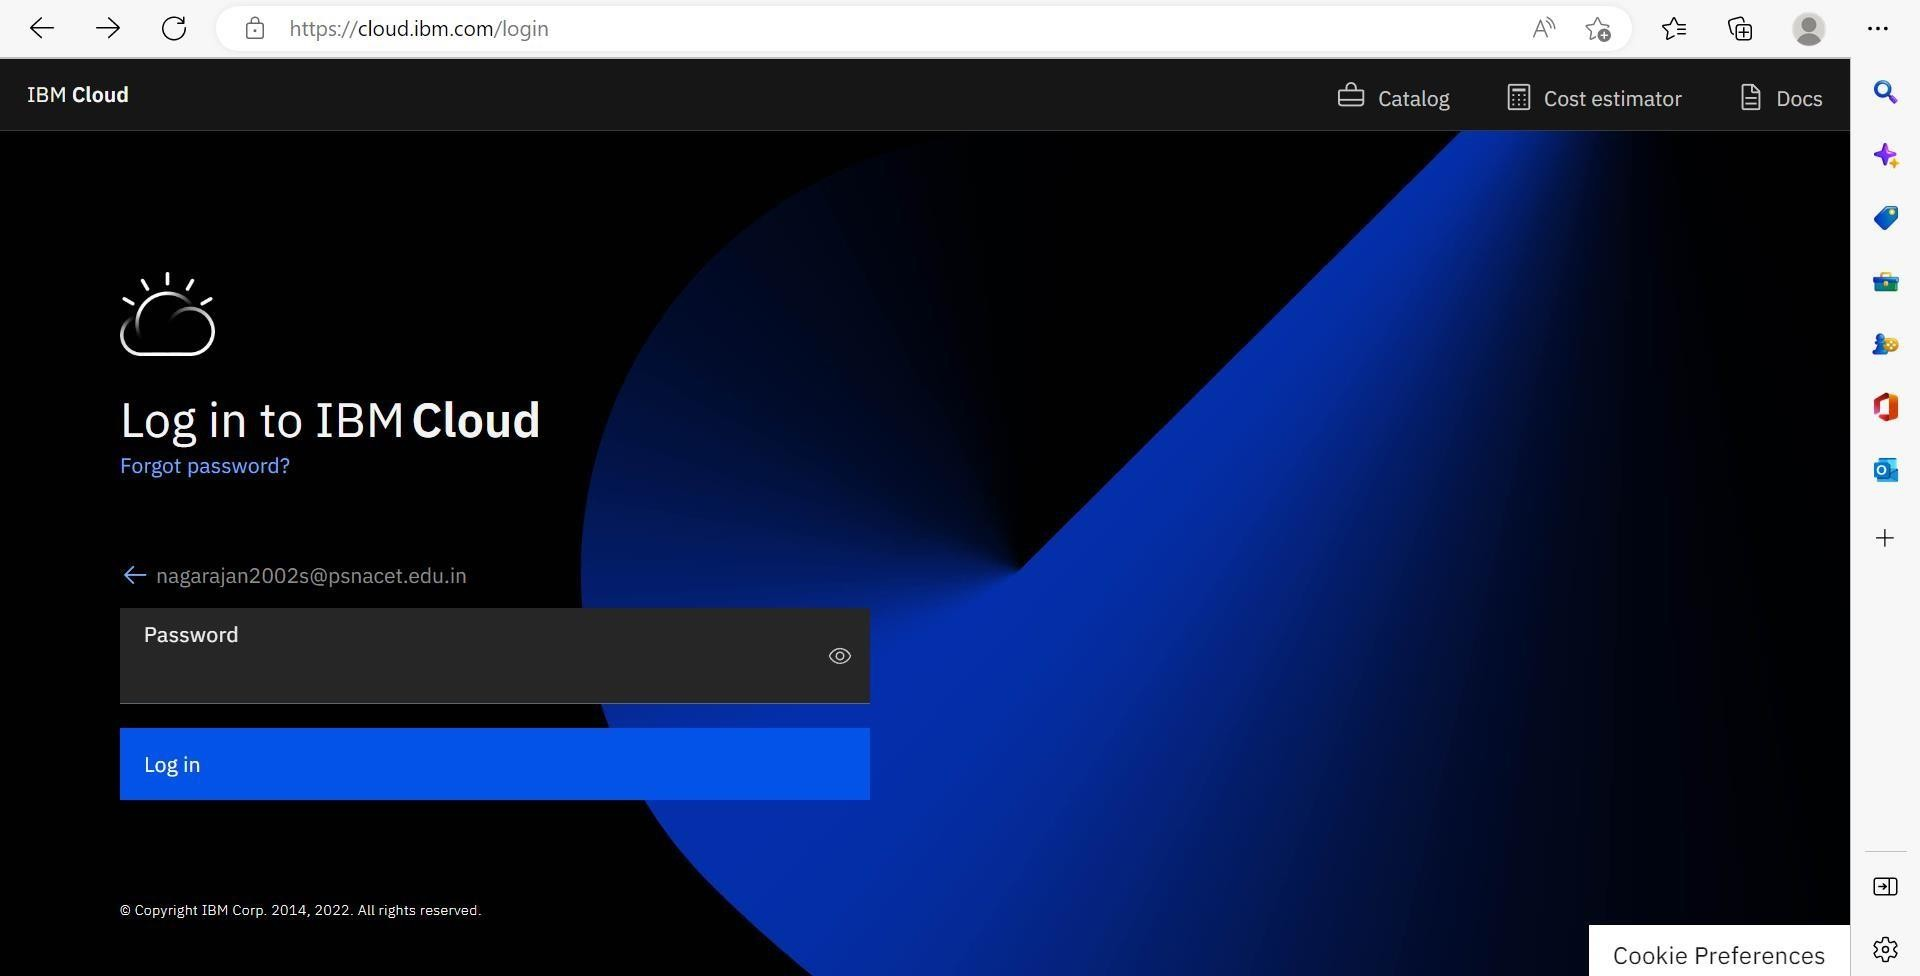 https://cloud.ibm.com/login
IBM Cloud
Catalog
Cost estimator
Docs
Log in to IBM Cloud
Forgot password?
nagarajan2002s@psnacet.edu.in
Password
Log in
© Copyright IBM Corp. 2014, 2022. All rights reserved.
Cookie Preferences